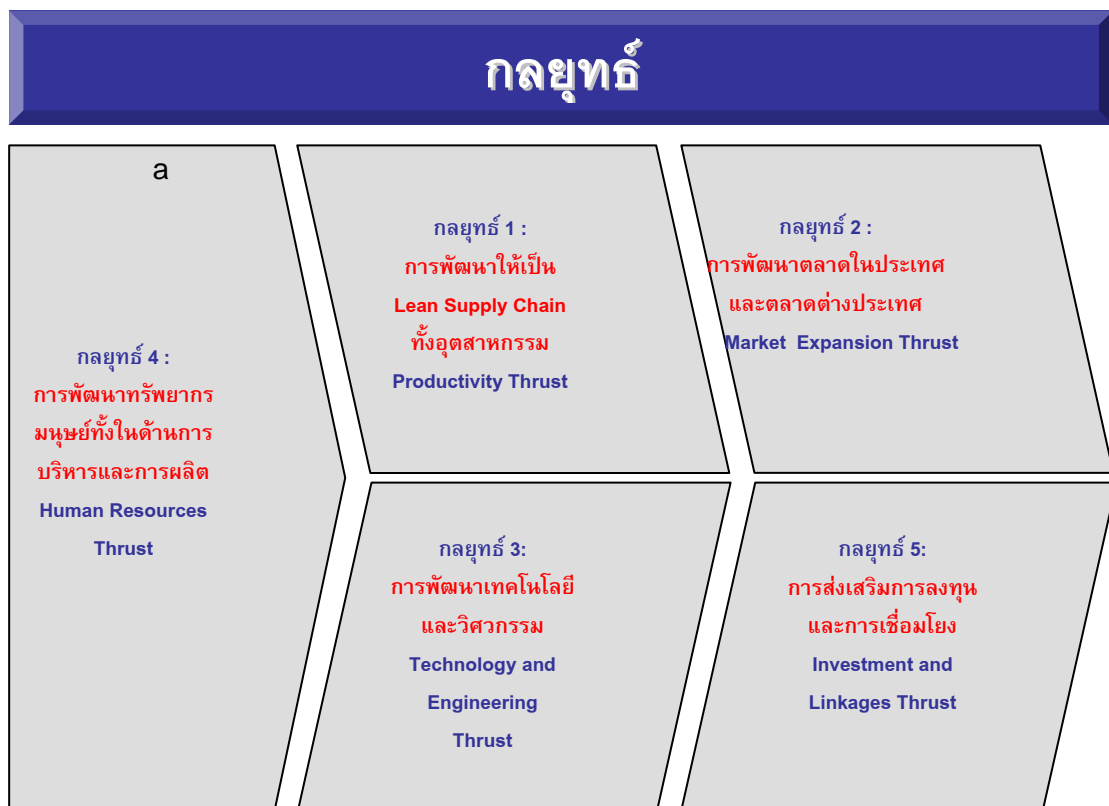 กลยุทธ์
a
กลยุทธ์ 4 :
การพัฒนาทรัพยากร
มนุษย์ทั้งในด้านการ
บริหารและการผลิต
Human Resources
Thrust
กลยุทธ์ 1 :
การพัฒนาให้เป็น
Lean Supply Chain
ทั้งอุตสาหกรรม
Productivity Thrust
กลยุทธ์ 2 :
การพัฒนาตลาดในประเทศ
และตลาดต่างประเทศ
Market Expansion Thrust
กลยุทธ์ 3:
การพัฒนาเทคโนโลยี
และวิศวกรรม
Technology and
Engineering
Thrust
กลยุทธ์ 5:
การส่งเสริมการลงทุน
และการเชื่อมโยง
Investment and
Linkages Thrust